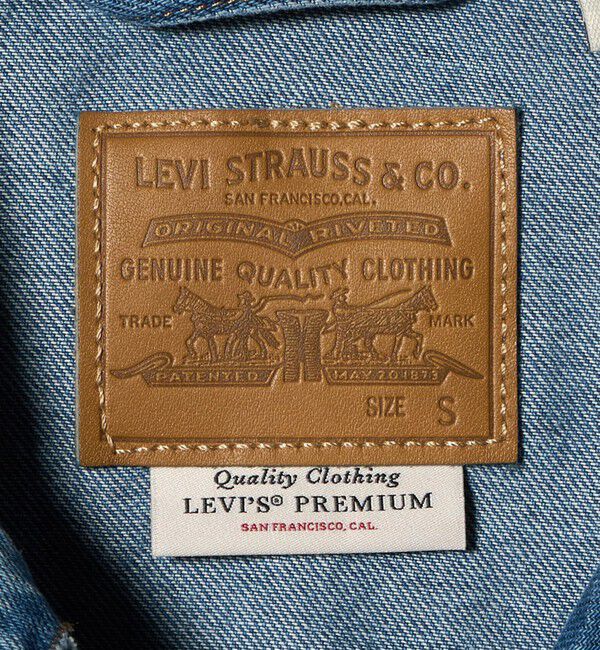 LEVI STRAUSS & CO.
SAN FRANCISCO, CAL.
ORIGINAL RIVETED
GENUINE QUALITY CLOTHING
TRADE MARK
PATENTED MAY 20 1873
SIZE S
Quality Clothing
LEVI'S® PREMIUM
SAN FRANCISCO, CAL.